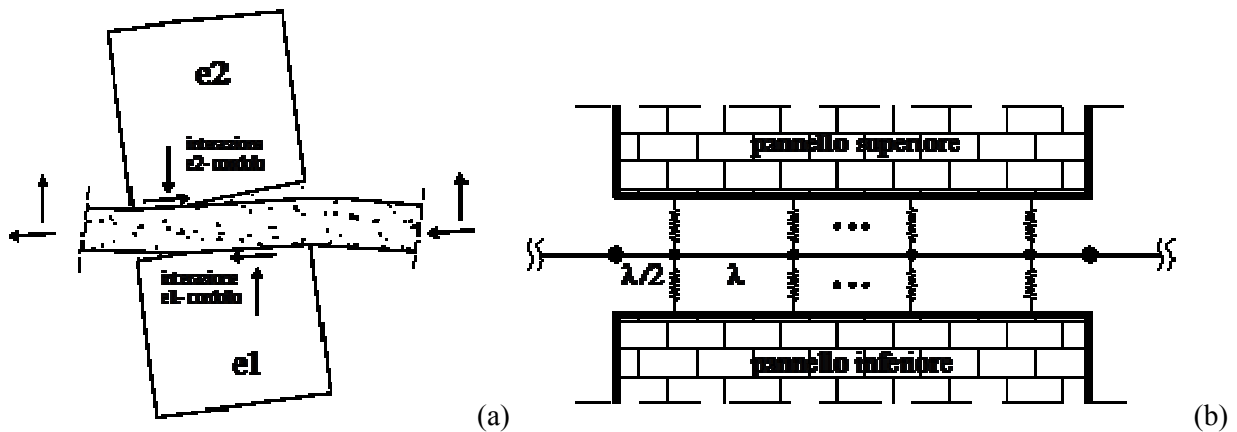 e2
interazione
e2-cordolo
interazione
e1-cordolo
e1
(a)
pannello superiore
...
λ/2
λ
...
pannello inferiore
(b)